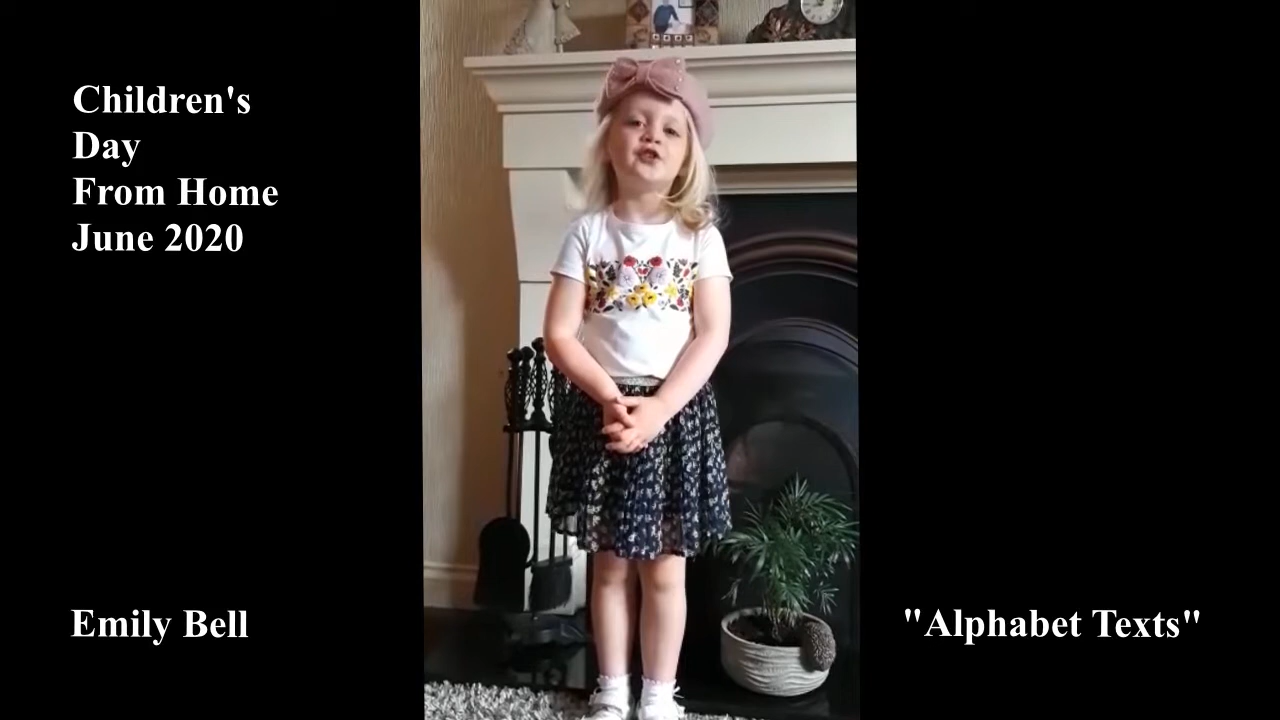 Children's
Day
From Home
June 2020
Emily Bell
"Alphabet Texts"